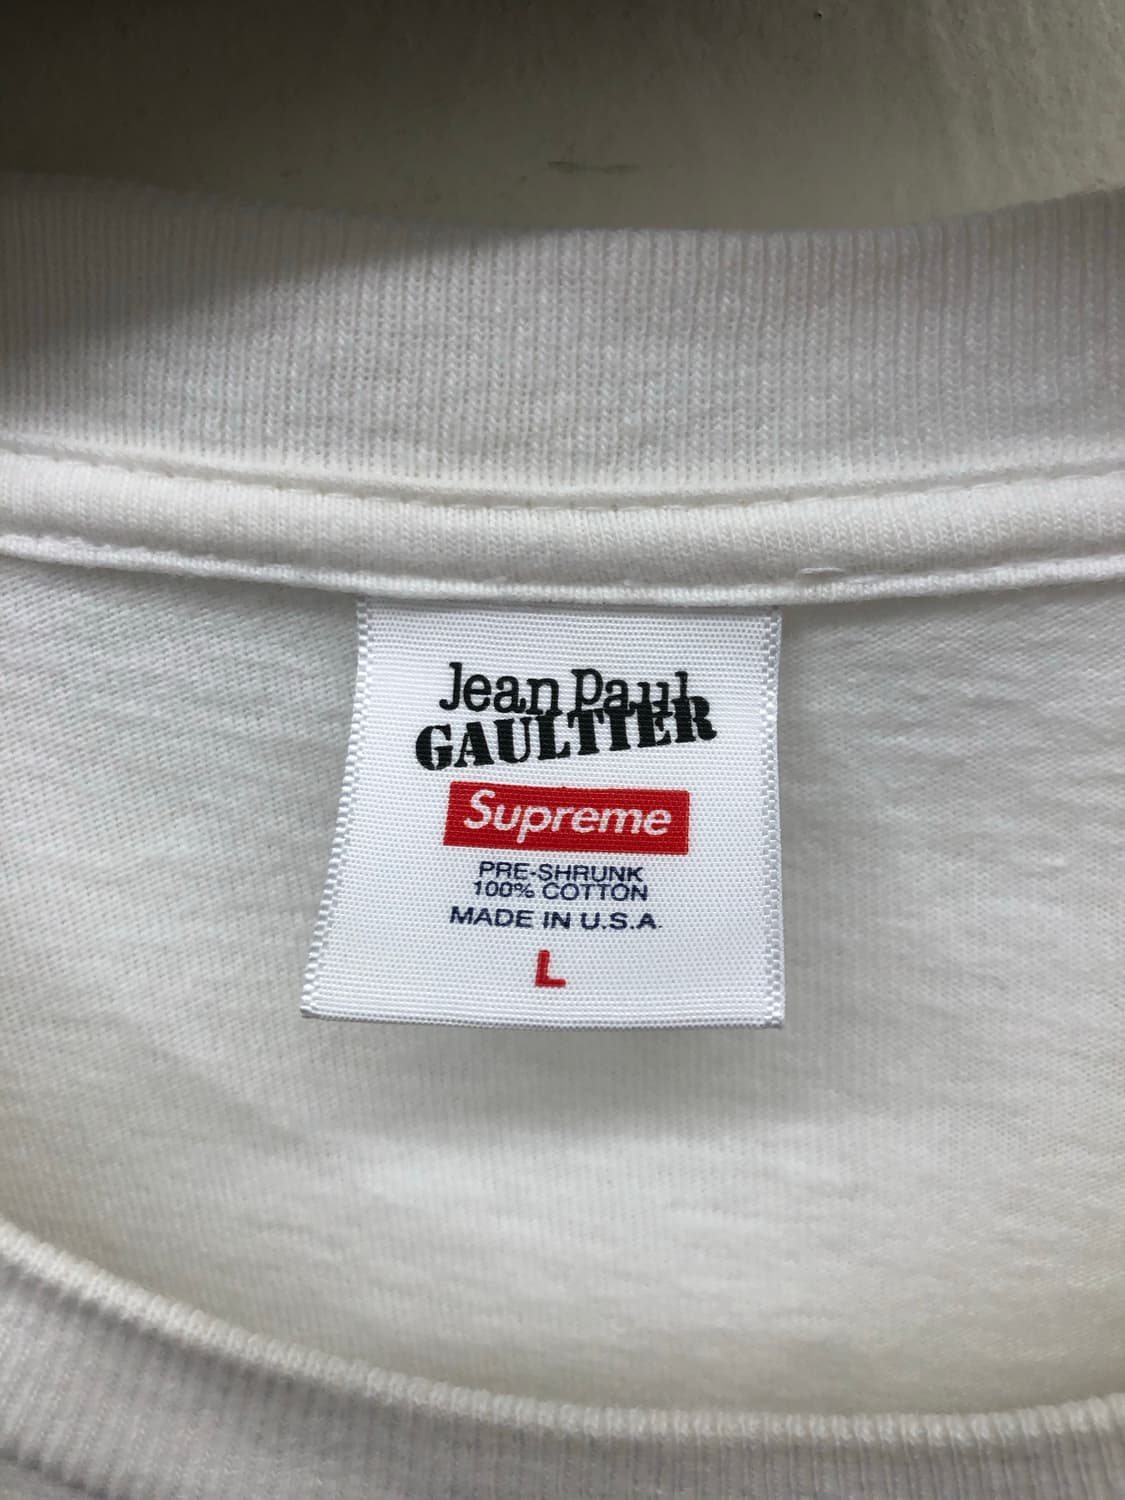 Jean Paul
GAULTIER
Supreme
PRE-SHRUNK
100% COTTON
MADE IN U.S.A.
L